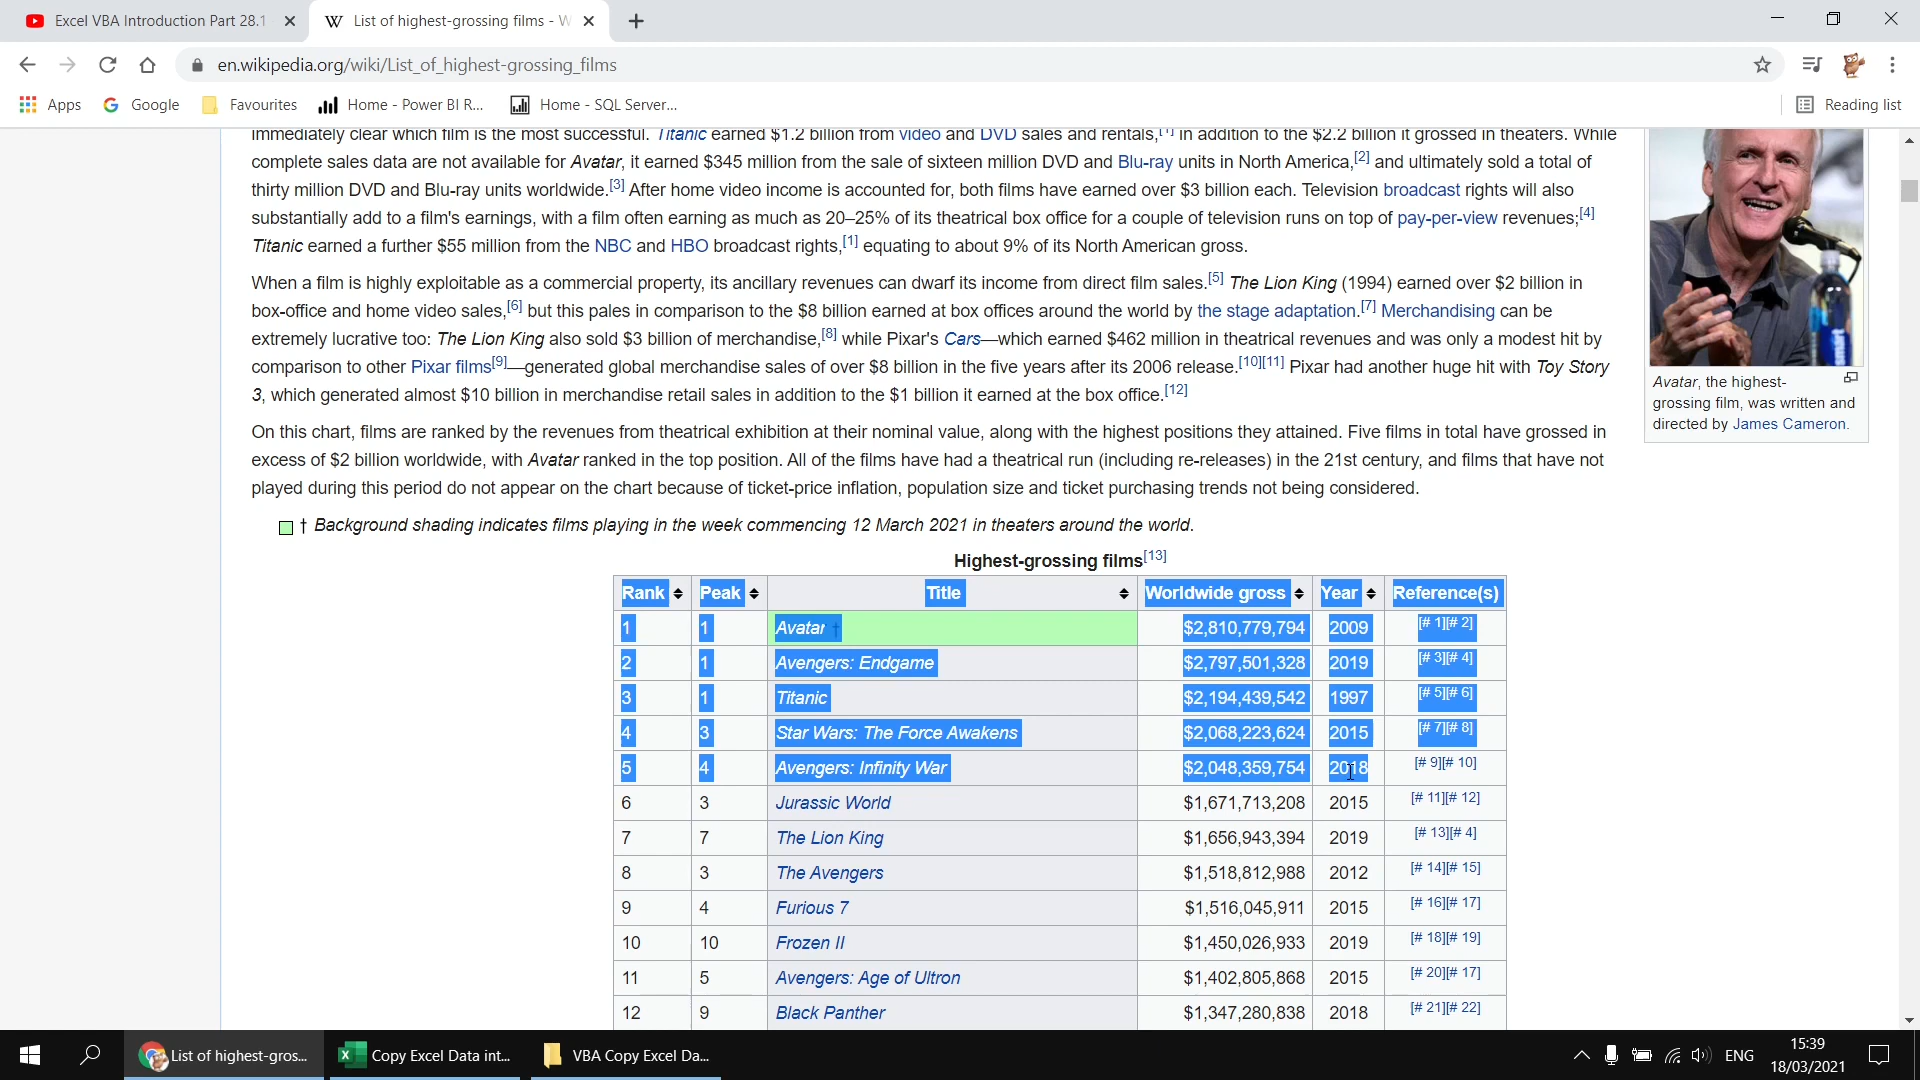 Excel VBA Introduction Part 28.1
List of highest-grossing films - W
en.wikipedia.org/wiki/List_of_highest-grossing_films
Apps
Google
Favourites
Home - Power BI R...
Home - SQL Server...
Reading list
immediately clear which film is the most successful. Titanic earned $1.2 billion from video and DVD sales and rentals,[1] in addition to the $2.2 billion it grossed in theaters. While
complete sales data are not available for Avatar, it earned $345 million from the sale of sixteen million DVD and Blu-ray units in North America,[2] and ultimately sold a total of
thirty million DVD and Blu-ray units worldwide.[3] After home video income is accounted for, both films have earned over $3 billion each. Television broadcast rights will also
substantially add to a film's earnings, with a film often earning as much as 20–25% of its theatrical box office for a couple of television runs on top of pay-per-view revenues;[4]
Titanic earned a further $55 million from the NBC and HBO broadcast rights,[1] equating to about 9% of its North American gross.
When a film is highly exploitable as a commercial property, its ancillary revenues can dwarf its income from direct film sales.[5] The Lion King (1994) earned over $2 billion in
box-office and home video sales,[6] but this pales in comparison to the $8 billion earned at box offices around the world by the stage adaptation.[7] Merchandising can be
extremely lucrative too: The Lion King also sold $3 billion of merchandise,[8] while Pixar's Cars—which earned $462 million in theatrical revenues and was only a modest hit by
comparison to other Pixar films[9]—generated global merchandise sales of over $8 billion in the five years after its 2006 release.[10][11] Pixar had another huge hit with Toy Story
3, which generated almost $10 billion in merchandise retail sales in addition to the $1 billion it earned at the box office.[12]
On this chart, films are ranked by the revenues from theatrical exhibition at their nominal value, along with the highest positions they attained. Five films in total have grossed in
excess of $2 billion worldwide, with Avatar ranked in the top position. All of the films have had a theatrical run (including re-releases) in the 21st century, and films that have not
played during this period do not appear on the chart because of ticket-price inflation, population size and ticket purchasing trends not being considered.
† Background shading indicates films playing in the week commencing 12 March 2021 in theaters around the world.
Avatar, the highest-
grossing film, was written and
directed by James Cameron.
Highest-grossing films[13]
Rank Peak Title Worldwide gross Year Reference(s)
1 1 Avatar † $2,810,779,794 2009 [# 1][# 2]
2 1 Avengers: Endgame $2,797,501,328 2019 [# 3][# 4]
3 1 Titanic $2,194,439,542 1997 [# 5][# 6]
4 3 Star Wars: The Force Awakens $2,068,223,624 2015 [# 7][# 8]
5 4 Avengers: Infinity War $2,048,359,754 2018 [# 9][# 10]
6 3 Jurassic World $1,671,713,208 2015 [# 11][# 12]
7 7 The Lion King $1,656,943,394 2019 [# 13][# 4]
8 3 The Avengers $1,518,812,988 2012 [# 14][# 15]
9 4 Furious 7 $1,516,045,911 2015 [# 16][# 17]
10 10 Frozen II $1,450,026,933 2019 [# 18][# 19]
11 5 Avengers: Age of Ultron $1,402,805,868 2015 [# 20][# 17]
12 9 Black Panther $1,347,280,838 2018 [# 21][# 22]
List of highest-gros...
Copy Excel Data int...
VBA Copy Excel Da...
ENG
15:39
18/03/2021